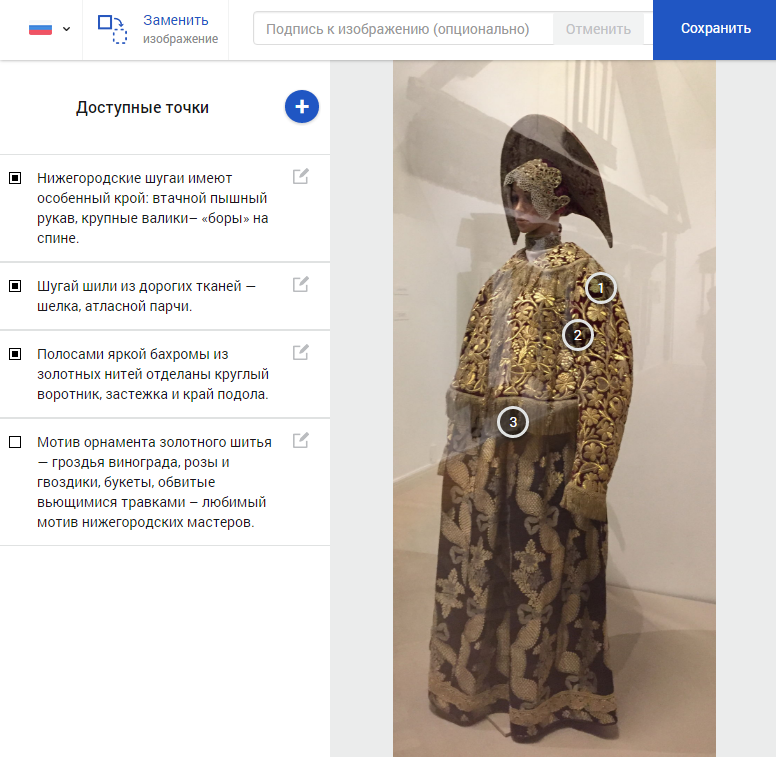 Заменить
изображение
Подпись к изображению (опционально)
Отменить
Сохранить
Доступные точки
Нижегородские шугаи имеют
особенный крой: втачной пышный
рукав, крупные валики– «боры» на
спине.
Шугай шили из дорогих тканей —
шелка, атласной парчи.
Полосами яркой бахромы из
золотных нитей отделаны круглый
воротник, застежка и край подола.
Мотив орнамента золотного шитья
— гроздья винограда, розы и
гвоздики, букеты, обвитые
вьющимися травками – любимый
мотив нижегородских мастеров.
1
2
3